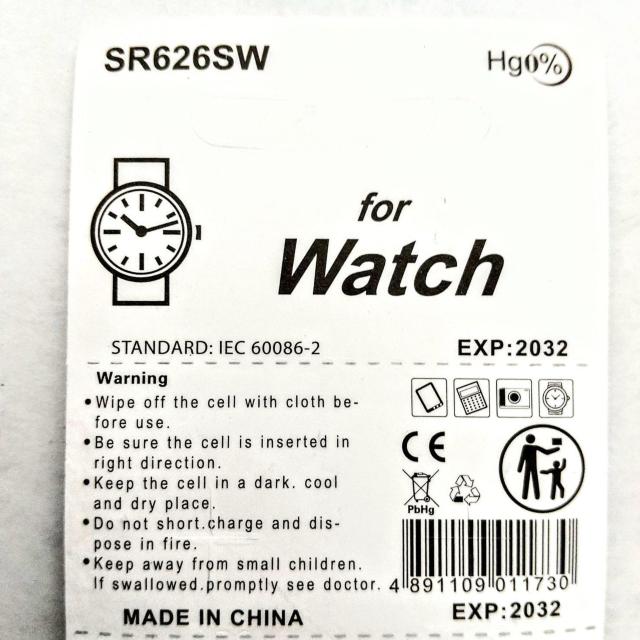 SR626SW
Hg0%
for
Watch
STANDARD: IEC 60086-2
EXP:2032
Warning
•Wipe off the cell with cloth be-
fore use.
•Be sure the cell is inserted in
right direction.
•Keep the cell in a dark. cool
and dry place.
•Do not short.charge and dis-
pose in fire.
•Keep away from small children.
If swallowed.promptly see doctor.
CE
PbHg
4 891109 011730
MADE IN CHINA
EXP:2032